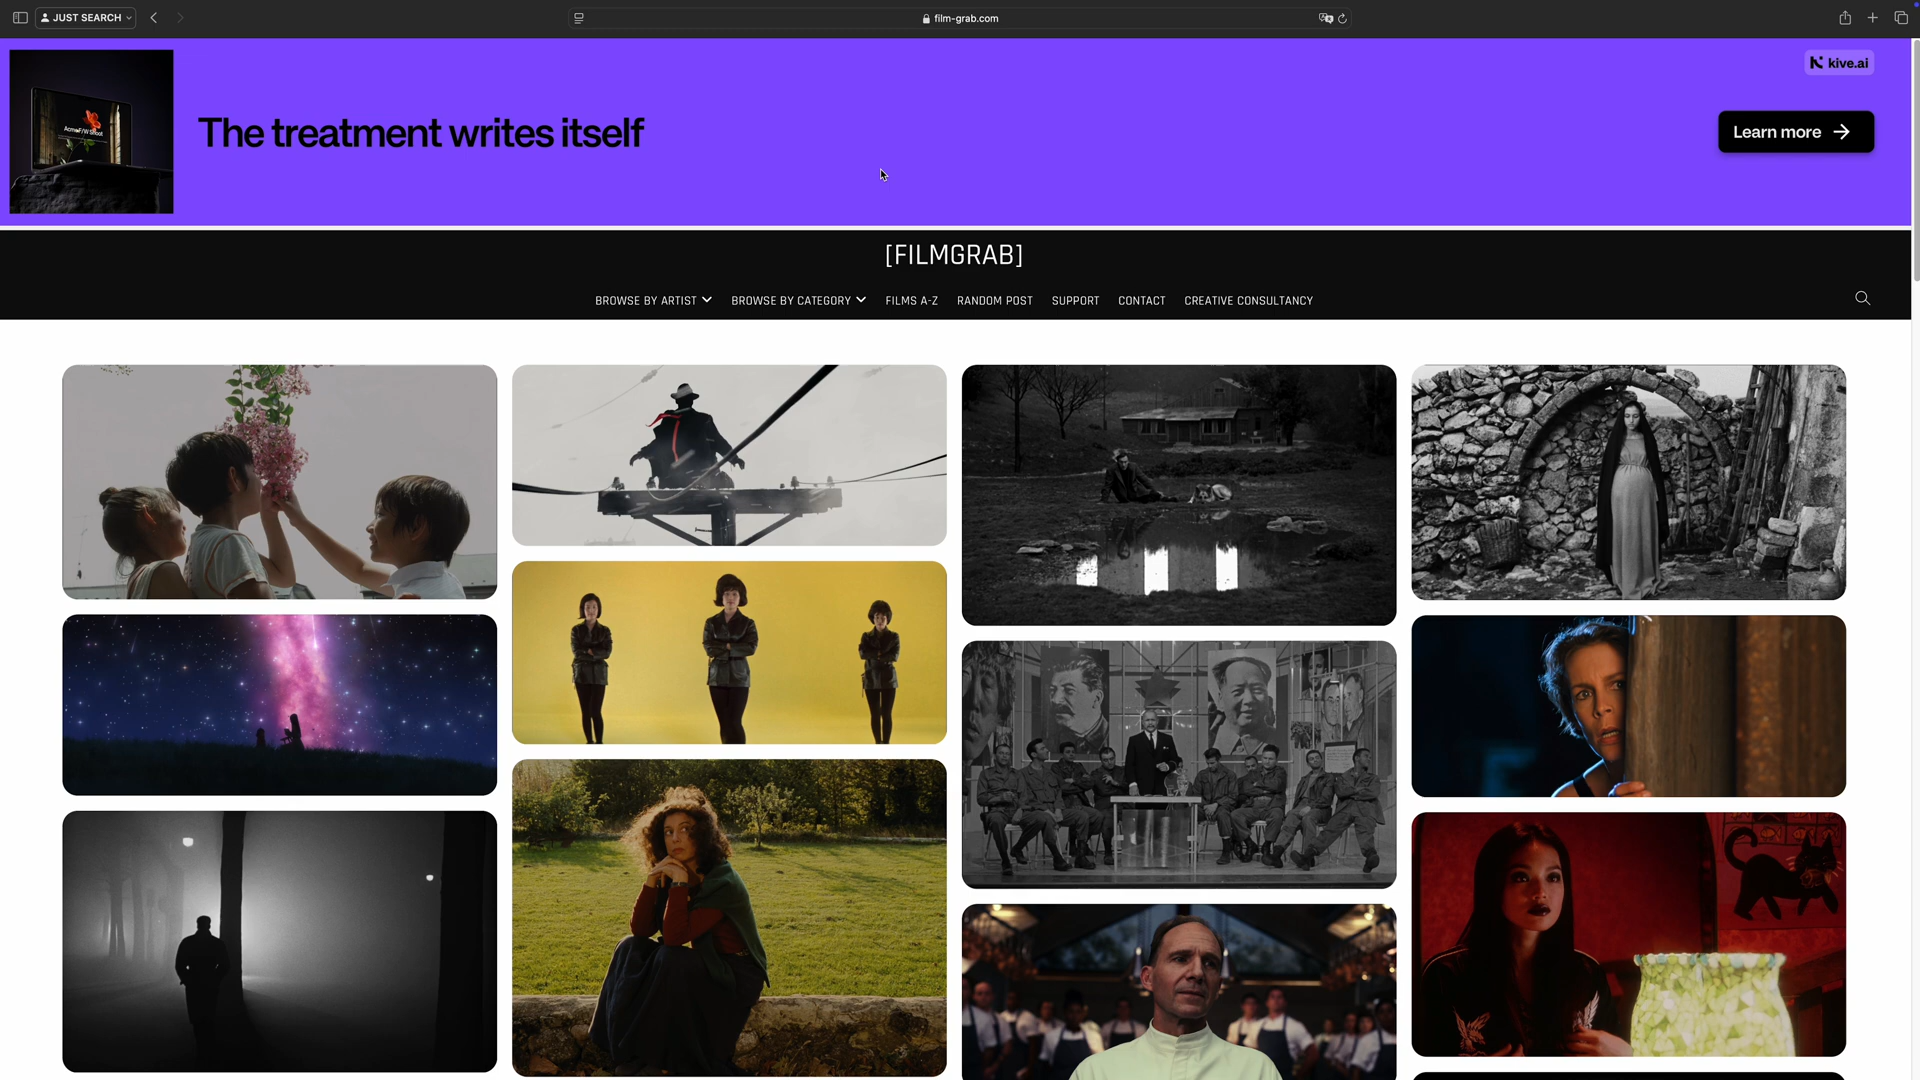 JUST SEARCH
film-grab.com
kive.ai
The treatment writes itself
Learn more
[FILMGRAB]
BROWSE BY ARTIST
BROWSE BY CATEGORY
FILMS A-Z
RANDOM POST
SUPPORT
CONTACT
CREATIVE CONSULTANCY